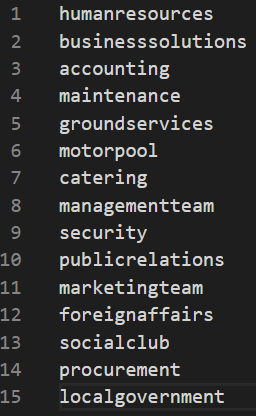 1 humanresources
2 businesssolutions
3 accounting
4 maintenance
5 groundservices
6 motorpool
7 catering
8 managementteam
9 security
10 publicrelations
11 marketingteam
12 foreignaffairs
13 socialclub
14 procurement
15 localgovernment